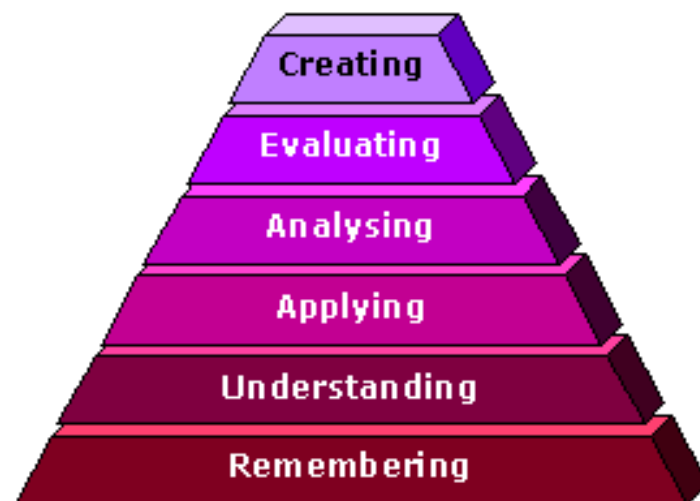 Creating
Evaluating
Analysing
Applying
Understanding
Remembering